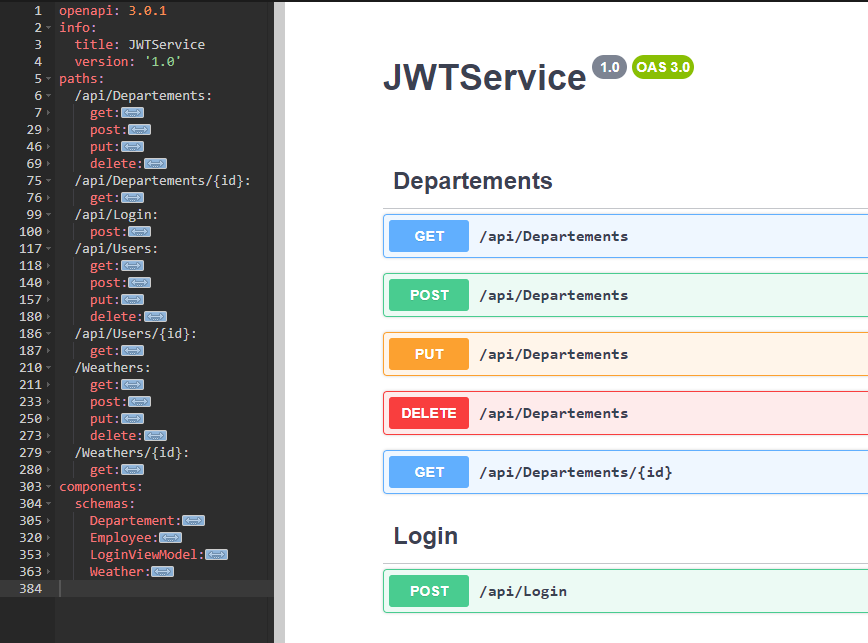 1 openapi: 3.0.1
2 info:
3 title: JWTService
4 version: '1.0'
5 paths:
6 /api/Departements:
7 get:
29 post:
46 put:
69 delete:
75 /api/Departements/{id}:
76 get:
99 /api/Login:
100 post:
117 /api/Users:
118 get:
140 post:
157 put:
180 delete:
186 /api/Users/{id}:
187 get:
210 /Weathers:
211 get:
233 post:
250 put:
273 delete:
279 /Weathers/{id}:
280 get:
303 components:
304 schemas:
305 Departement:
320 Employee:
353 LoginViewModel:
363 Weather:
384
JWTService 1.0 OAS 3.0
Departements
GET /api/Departements
POST /api/Departements
PUT /api/Departements
DELETE /api/Departements
GET /api/Departements/{id}
Login
POST /api/Login